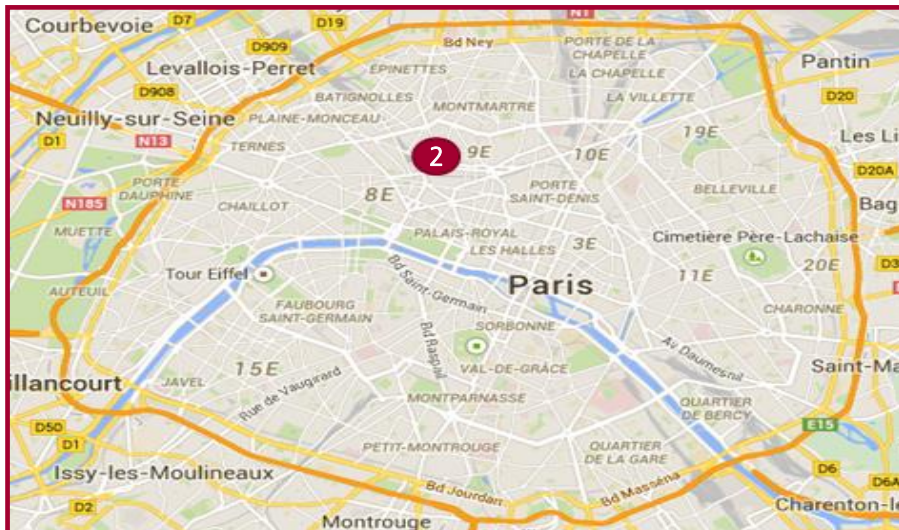 Courbevoie
D7
D19
N1
Bd Ney
PORTE DE LA
CHAPELLE
D909
Levallois-Perret
ÉPINETTES
LA CHAPELLE
Pantin
D908
BATIGNOLLES
MONTMARTRE
LA VILLETTE
D20
Neuilly-sur-Seine
PLAINE-MONCEAU
D1
N13
TERNES
2
9E
10E
19E
Les Li
D20A
PORTE
DAUPHINE
8E
PORTE
SAINT-DENIS
BELLEVILLE
N185
CHAILLOT
Bag
MUETTE
PALAIS-ROYAL
LES HALLES
3E
Cimetière Père-Lachaise
Tour Eiffel
Bd Saint-Germain
Paris
11E
20E
D3
AUTEUIL
FAUBOURG
SAINT-GERMAIN
CHARONNE
Bd Raspail
SORBONNE
15E
VAL-DE-GRÂCE
Av Daumesnil
Saint-Ma
illancourt
JAVEL
Rue de Vaugirard
MONTPARNASSE
QUARTIER
DE BERCY
D50
D1
PETIT-MONTROUGE
QUARTIER
DE LA GARE
E15
Issy-les-Moulineaux
Bd Jourdan
Bd Masséna
D6
D6A
D2
Montrouge
Charenton-le